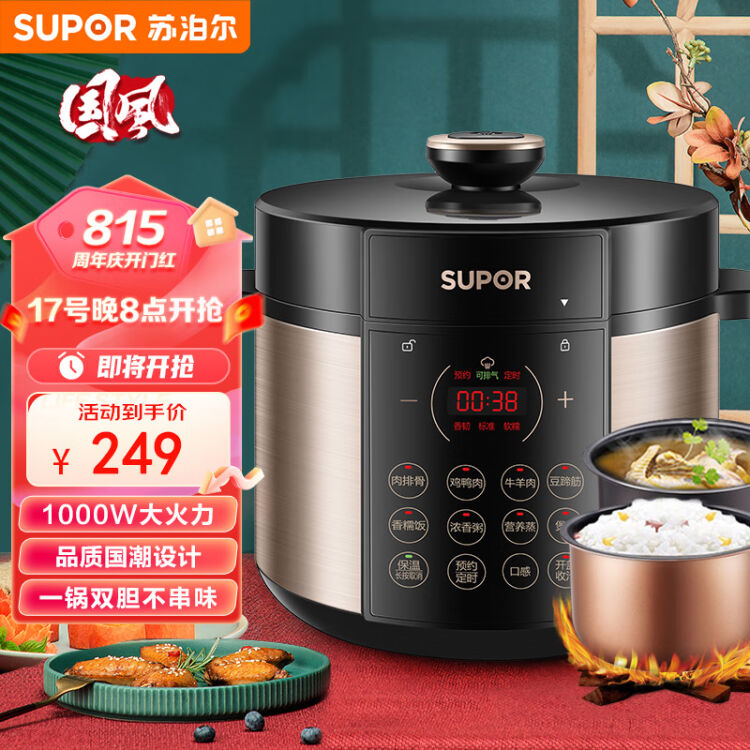 SUPOR 苏泊尔
国风
815
周年庆开门红
17号晚8点开抢
即将开抢
活动到手价
¥ 249
1000W大火力
品质国潮设计
一锅双胆不串味
SUPOR
预约 可排气 定时
00:38
香韧 标准 软糯
肉排骨 鸡鸭肉 牛羊肉 豆蹄筋
香糯饭 浓香粥 营养蒸
保温 预约 口感
长按取消 定时